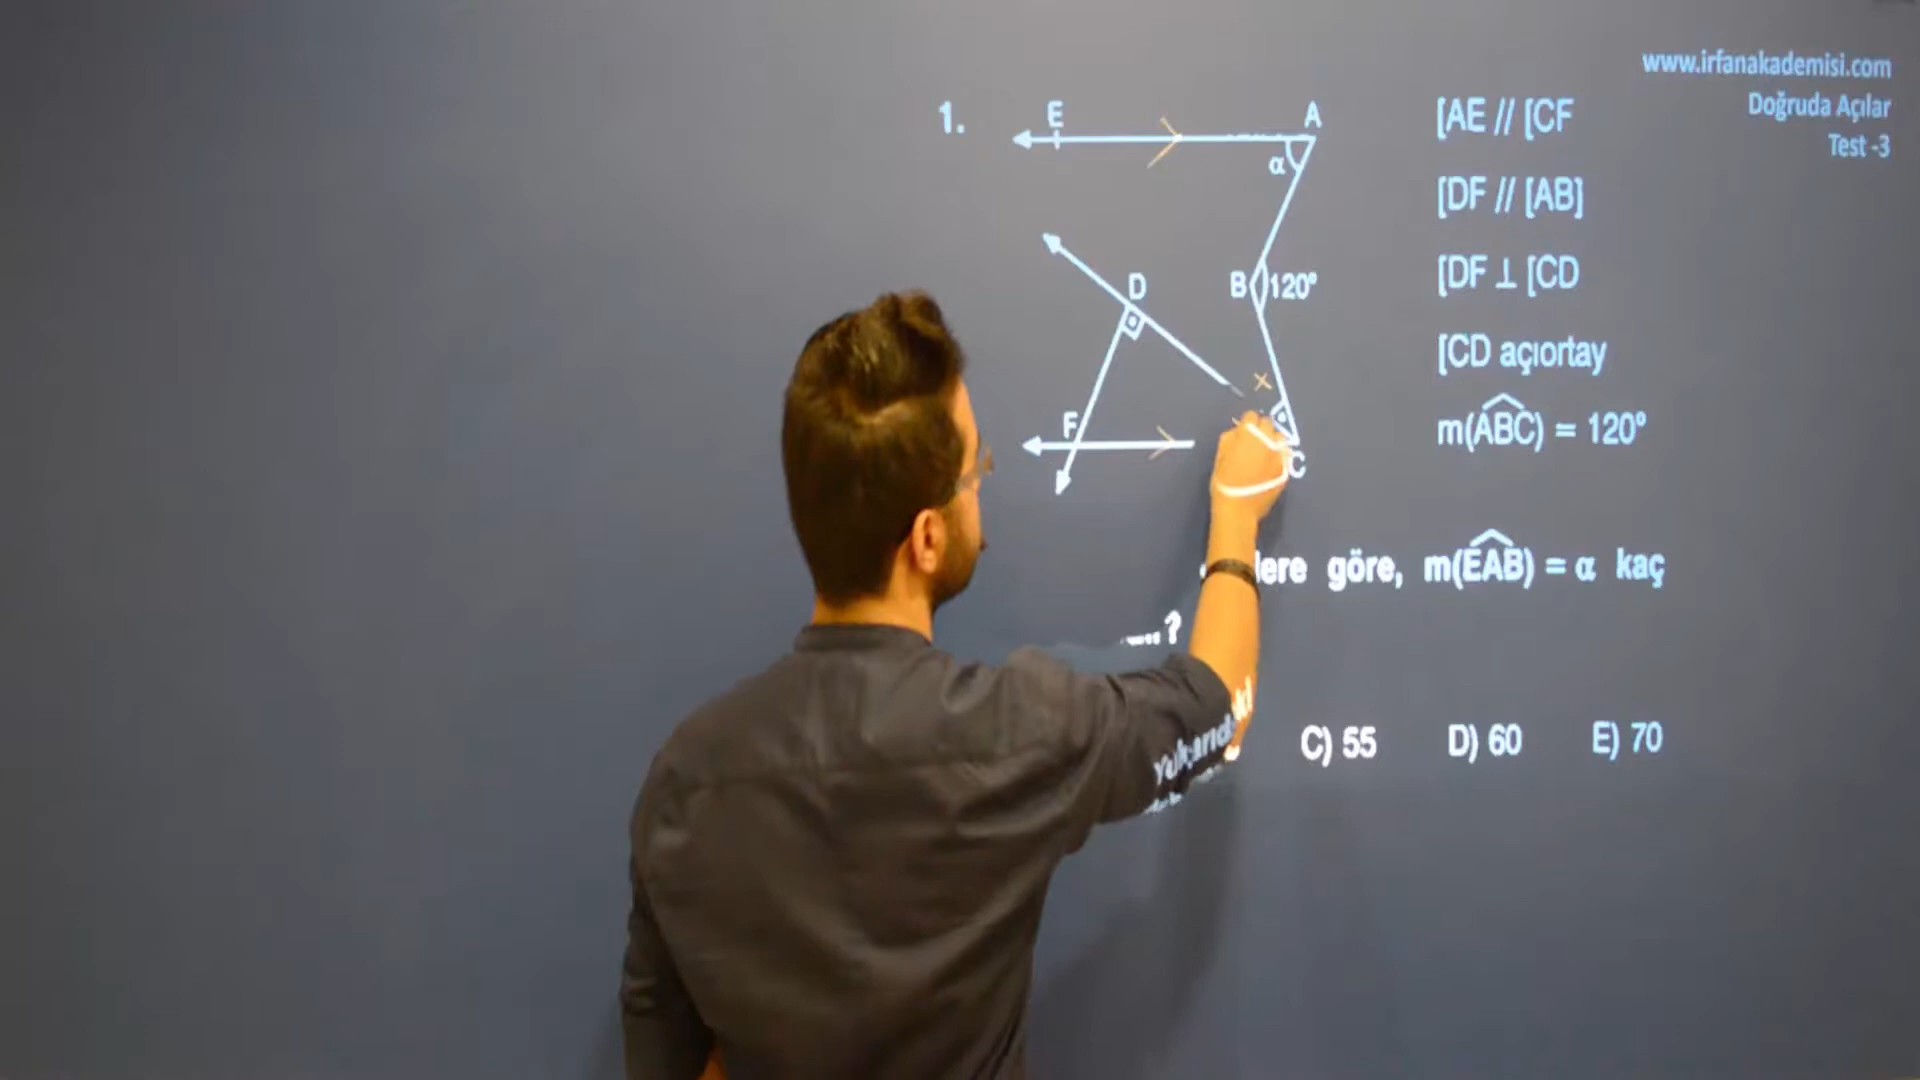 www.irfanakademisi.com
Doğruda Açılar
Test -3
1.
E
A
α
D
B
120°
x
F
C
[AE // [CF
[DF // [AB]
[DF ⊥ [CD
[CD açıortay
m(ABC) = 120°
göre, m(EAB) = α kaç
?
C) 55 D) 60 E) 70